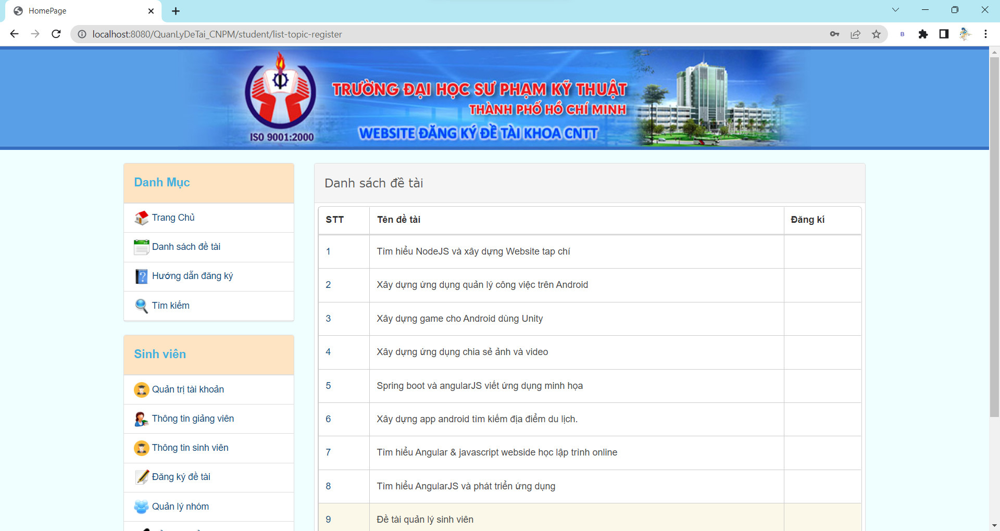 HomePage
localhost:8080/QuanLyDeTai_CNPM/student/list-topic-register
B
TRƯỜNG ĐẠI HỌC SƯ PHẠM KỸ THUẬT
THÀNH PHỐ HỒ CHÍ MINH
WEBSITE ĐĂNG KÝ ĐỀ TÀI KHOA CNTT
ISO 9001:2000
Danh Mục
Trang Chủ
Danh sách đề tài
Hướng dẫn đăng ký
Tìm kiếm
Sinh viên
Quản trị tài khoản
Thông tin giảng viên
Thông tin sinh viên
Đăng ký đề tài
Quản lý nhóm
Danh sách đề tài
STT Tên đề tài Đăng kí
1 Tìm hiểu NodeJS và xây dựng Website tap chí
2 Xây dựng ứng dụng quản lý công việc trên Android
3 Xây dựng game cho Android dùng Unity
4 Xây dựng ứng dụng chia sẻ ảnh và video
5 Spring boot và angularJS viết ứng dụng minh họa
6 Xây dựng app android tìm kiếm địa điểm du lịch.
7 Tìm hiểu Angular & javascript webside học lập trình online
8 Tìm hiểu AngularJS và phát triển ứng dụng
9 Đề tài quản lý sinh viên